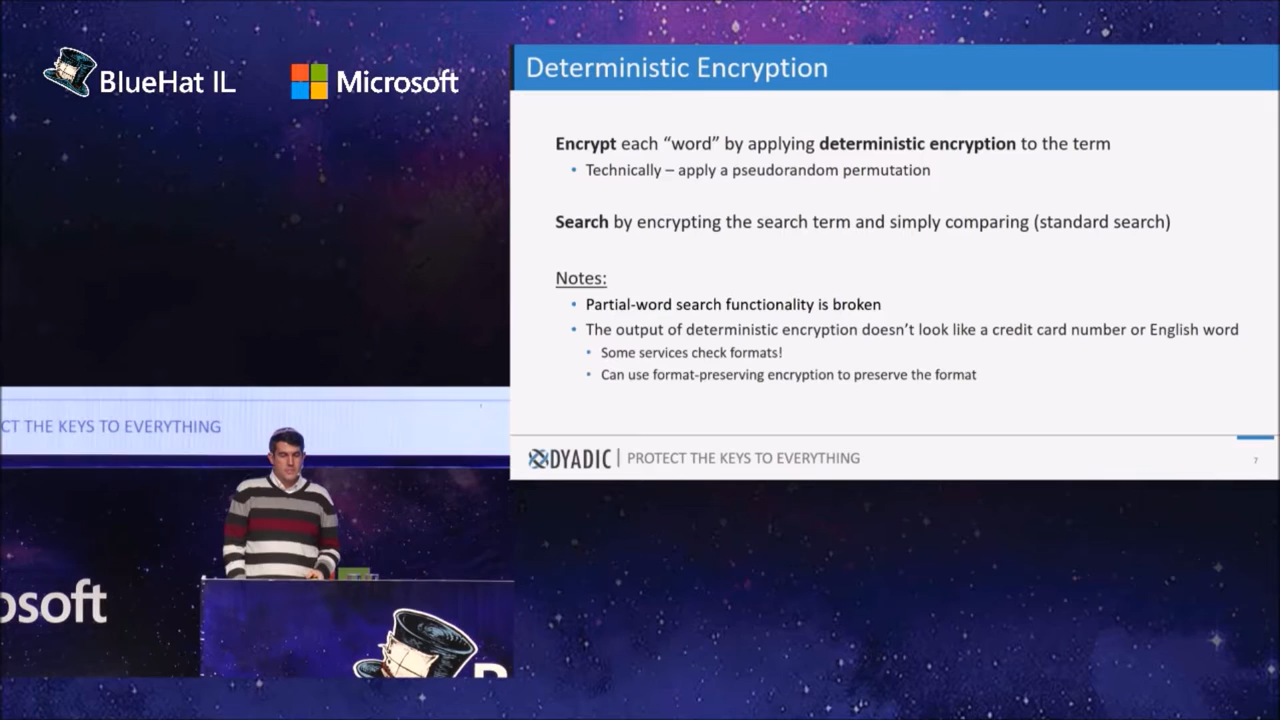 BlueHat IL
Microsoft
Deterministic Encryption
Encrypt each “word” by applying deterministic encryption to the term
• Technically – apply a pseudorandom permutation
Search by encrypting the search term and simply comparing (standard search)
Notes:
• Partial-word search functionality is broken
• The output of deterministic encryption doesn’t look like a credit card number or English word
• Some services check formats!
• Can use format-preserving encryption to preserve the format
DYADIC | PROTECT THE KEYS TO EVERYTHING
7
CT THE KEYS TO EVERYTHING
osoft